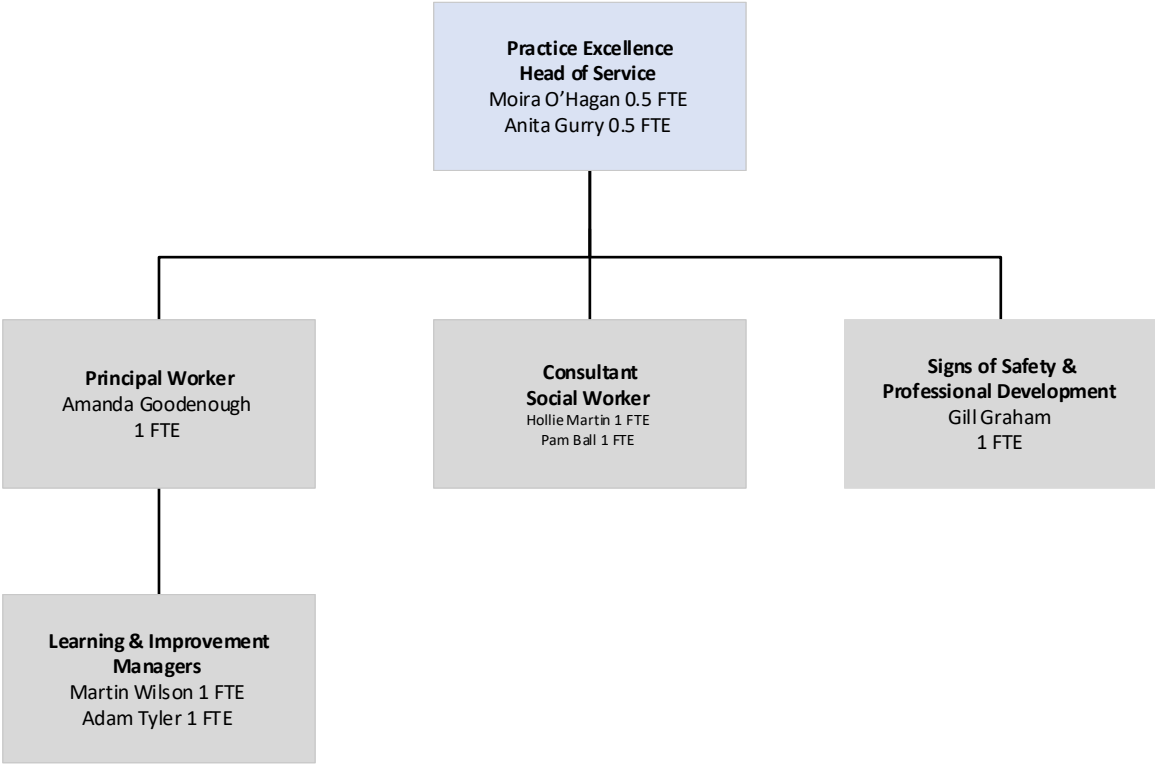 Practice Excellence
Head of Service
Moira O’Hagan 0.5 FTE
Anita Gurry 0.5 FTE
Principal Worker
Amanda Goodenough
1 FTE
Consultant
Social Worker
Hollie Martin 1 FTE
Pam Ball 1 FTE
Signs of Safety &
Professional Development
Gill Graham
1 FTE
Learning & Improvement
Managers
Martin Wilson 1 FTE
Adam Tyler 1 FTE